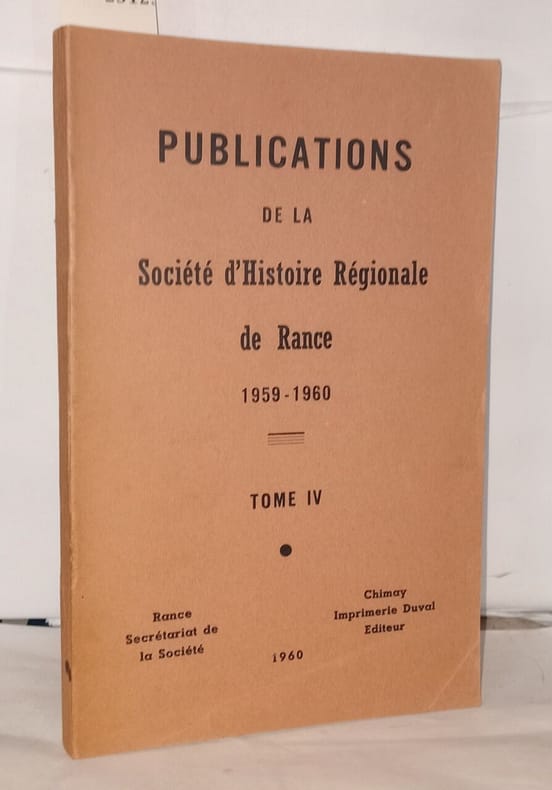 PUBLICATIONS
DE LA
Société d'Histoire Régionale
de Rance
1959-1960
TOME IV
Rance
Secrétariat de
la Société
1960
Chimay
Imprimerie Duval
Editeur